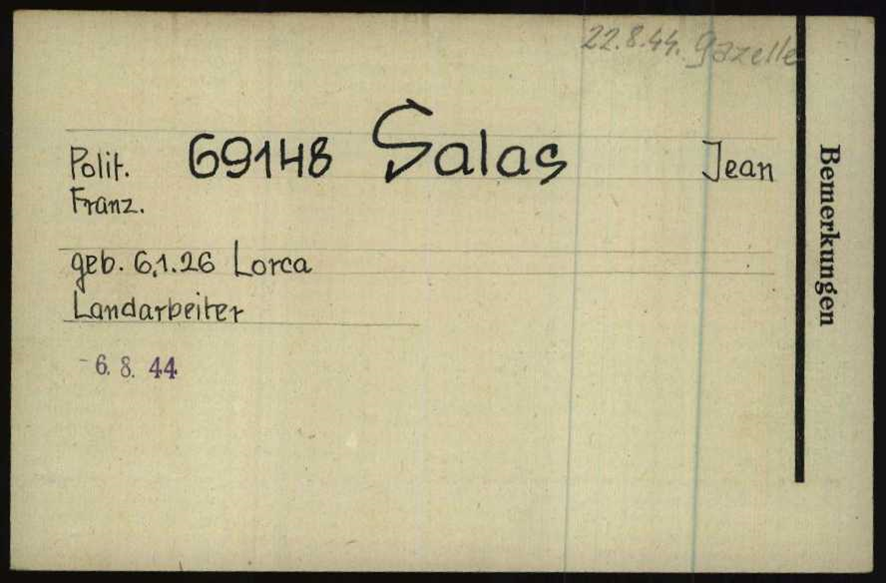 22.8.44. Gazelle
Polit. 69148 Salas Jean
Franz.
geb. 6.1.26 Lorca
Landarbeiter
-6. 8. 44
Bemerkungen